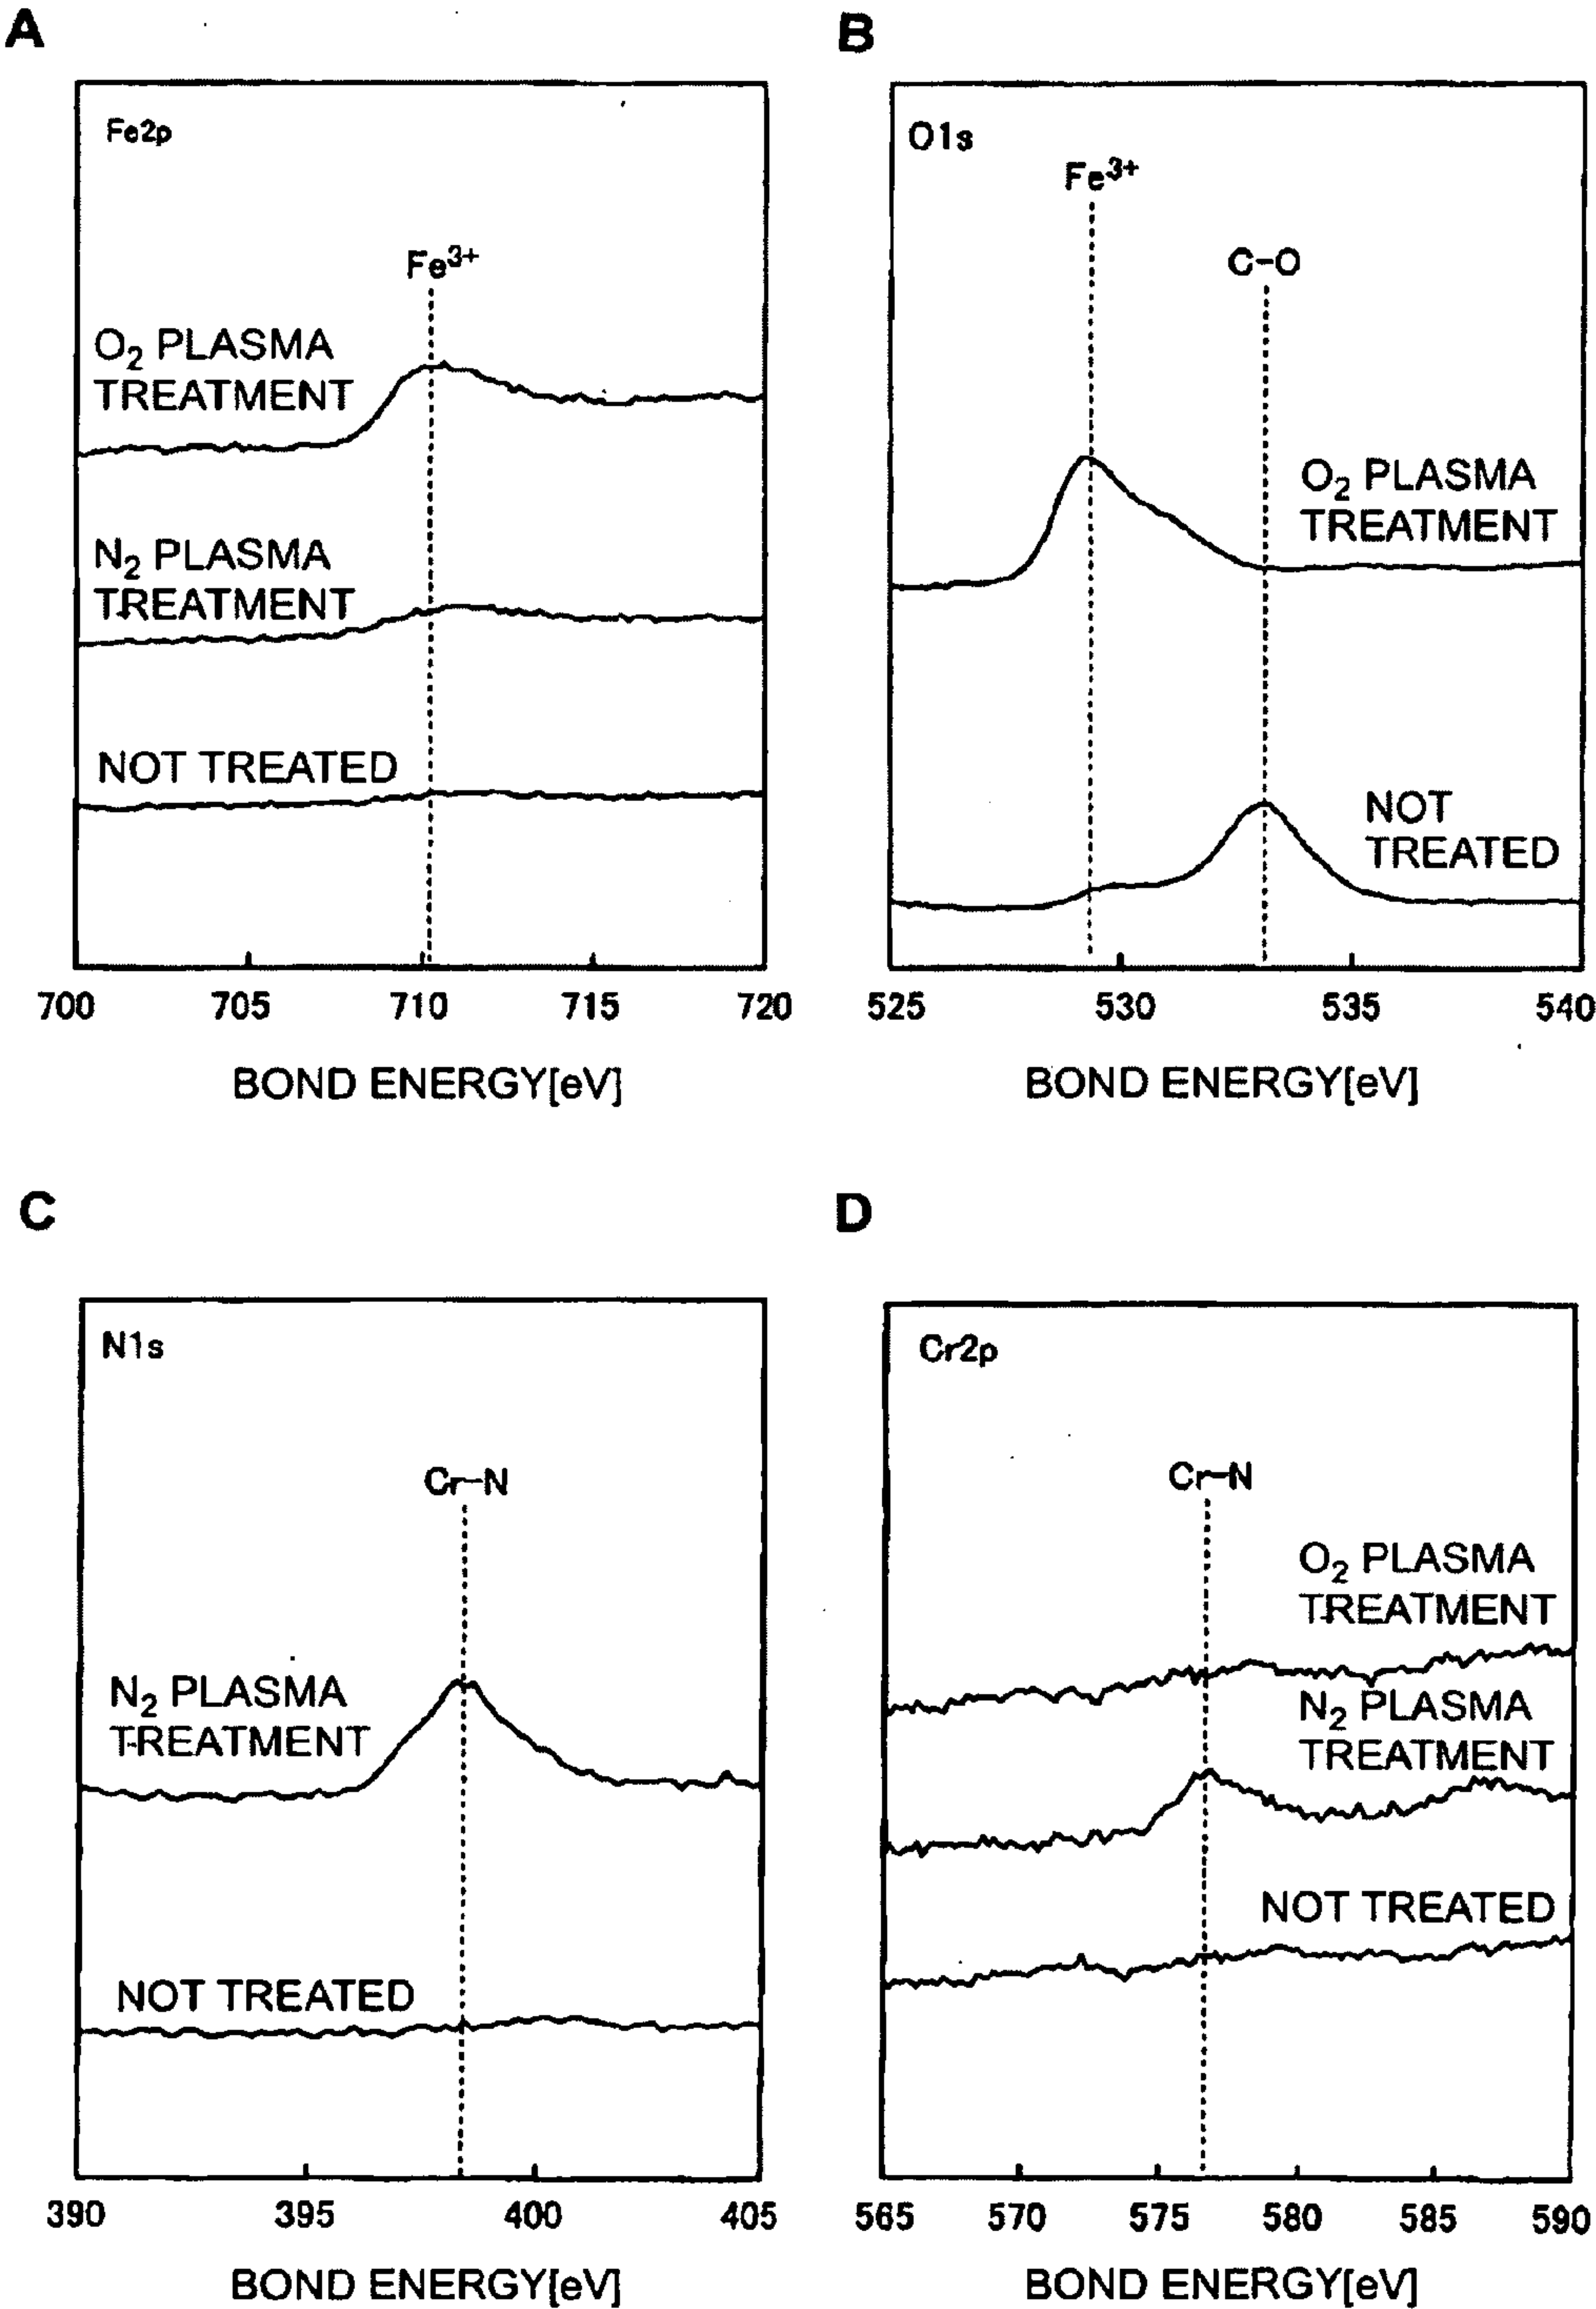 A
Fe2p
Fe³⁺
O₂ PLASMA
TREATMENT
N₂ PLASMA
TREATMENT
NOT TREATED
700 705 710 715 720
BOND ENERGY[eV]
B
O1s
Fe³⁺
C-O
O₂ PLASMA
TREATMENT
NOT
TREATED
525 530 535 540
BOND ENERGY[eV]
C
N1s
Cr-N
N₂ PLASMA
TREATMENT
NOT TREATED
390 395 400 405
BOND ENERGY[eV]
D
Cr2p
Cr-N
O₂ PLASMA
TREATMENT
N₂ PLASMA
TREATMENT
NOT TREATED
565 570 575 580 585 590
BOND ENERGY[eV]